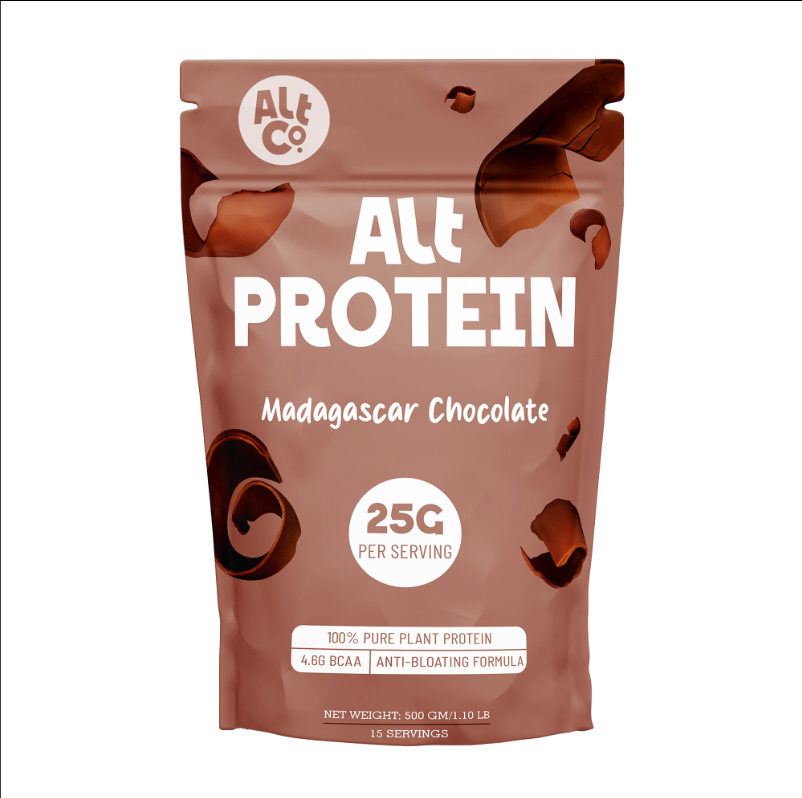 Alt
Co.
Alt
PROTEIN
Madagascar Chocolate
25G
PER SERVING
100% PURE PLANT PROTEIN
4.6G BCAA | ANTI-BLOATING FORMULA
NET WEIGHT: 500 GM/1.10 LB
15 SERVINGS